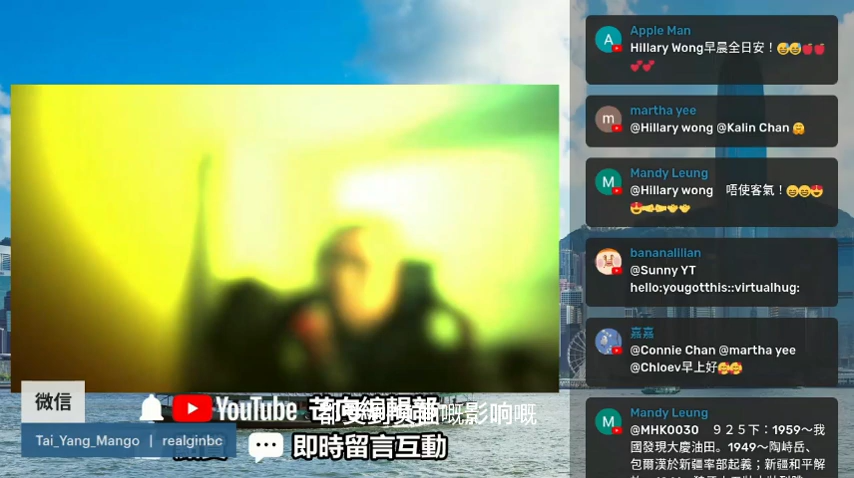 Apple Man
Hillary Wong早晨全日安！😅😅🍎🍎
💕💕
martha yee
@Hillary wong @Kalin Chan 🤗
Mandy Leung
@Hillary wong 唔使客氣！
bananalilian
@Sunny YT
hello:yougotthis::virtualhug:
嘉嘉
@Connie Chan @martha yee
@Chloev早上好🥰🥰
Mandy Leung
@MHK0030 ９２５下：1959～我
國發現大慶油田。1949～陶峙岳、
包爾漢於新疆率部起義；新疆和平解
微信
Tai_Yang_Mango | realginbc
YouTube
嘅影响嘅
即時留言互動